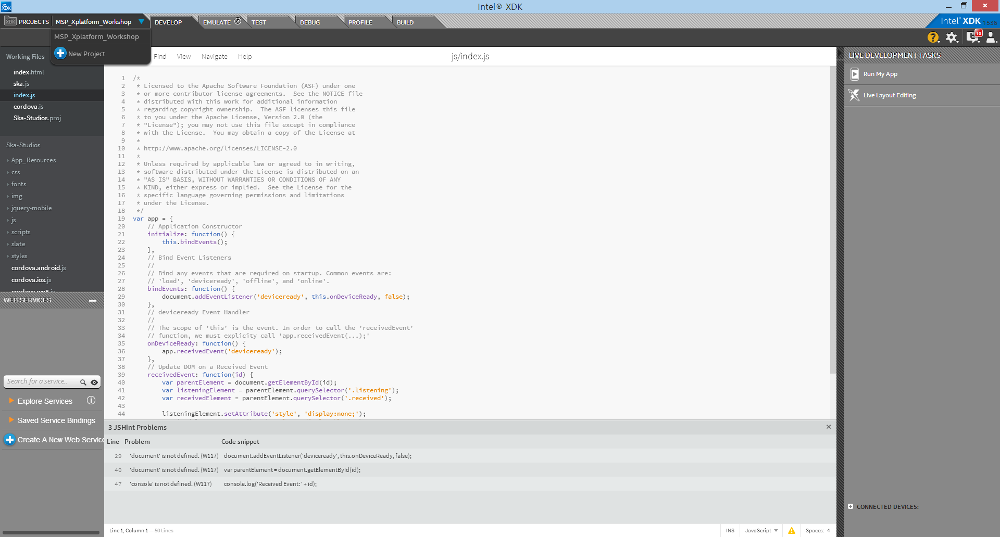 XDK
Intel® XDK
XDK PROJECTS
MSP_Xplatform_Workshop
DEVELOP
EMULATE
TEST
DEBUG
PROFILE
BUILD
Intel® XDK 1536
MSP_Xplatform_Workshop
New Project
10
Working Files
index.html
ska.js
index.js
cordova.js
Ska-Studios.proj
Ska-Studios
App_Resources
css
fonts
img
jquery-mobile
js
scripts
slate
styles
cordova.android.js
cordova.ios.js
cordova.wp8.js
WEB SERVICES
Search for a service..
Explore Services
Saved Service Bindings
Create A New Web Service
Find View Navigate Help
js/index.js
1 /*
2  * Licensed to the Apache Software Foundation (ASF) under one
3  * or more contributor license agreements.  See the NOTICE file
4  * distributed with this work for additional information
5  * regarding copyright ownership.  The ASF licenses this file
6  * to you under the Apache License, Version 2.0 (the
7  * "License"); you may not use this file except in compliance
8  * with the License.  You may obtain a copy of the License at
9  *
10  * http://www.apache.org/licenses/LICENSE-2.0
11  *
12  * Unless required by applicable law or agreed to in writing,
13  * software distributed under the License is distributed on an
14  * "AS IS" BASIS, WITHOUT WARRANTIES OR CONDITIONS OF ANY
15  * KIND, either express or implied.  See the License for the
16  * specific language governing permissions and limitations
17  * under the License.
18  */
19 var app = {
20     // Application Constructor
21     initialize: function() {
22         this.bindEvents();
23     },
24     // Bind Event Listeners
25     //
26     // Bind any events that are required on startup. Common events are:
27     // 'load', 'deviceready', 'offline', and 'online'.
28     bindEvents: function() {
29         document.addEventListener('deviceready', this.onDeviceReady, false);
30     },
31     // deviceready Event Handler
32     //
33     // The scope of 'this' is the event. In order to call the 'receivedEvent'
34     // function, we must explicity call 'app.receivedEvent(...);'
35     onDeviceReady: function() {
36         app.receivedEvent('deviceready');
37     },
38     // Update DOM on a Received Event
39     receivedEvent: function(id) {
40         var parentElement = document.getElementById(id);
41         var listeningElement = parentElement.querySelector('.listening');
42         var receivedElement = parentElement.querySelector('.received');
43
44         listeningElement.setAttribute('style', 'display:none;');
3 JSHint Problems
Line Problem Code snippet
29 'document' is not defined. (W117) document.addEventListener('deviceready', this.onDeviceReady, false);
40 'document' is not defined. (W117) var parentElement = document.getElementById(id);
47 'console' is not defined. (W117) console.log('Received Event: ' + id);
Line 1, Column 1 — 50 Lines
INS
JavaScript
Spaces: 4
LIVE DEVELOPMENT TASKS
Run My App
Live Layout Editing
CONNECTED DEVICES: